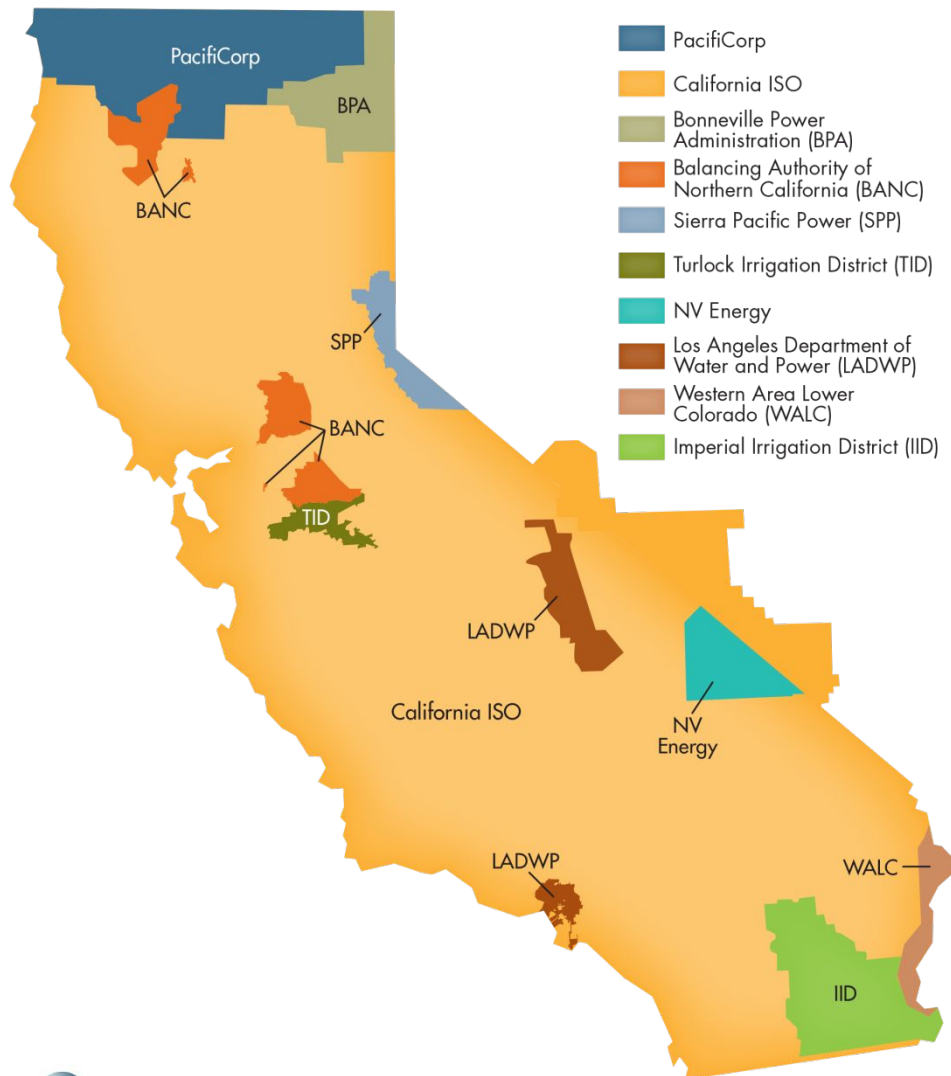 PacifiCorp
BPA
BANC
SPP
BANC
TID
LADWP
California ISO
NV
Energy
LADWP
WALC
IID
PacifiCorp
California ISO
Bonneville Power
Administration (BPA)
Balancing Authority of
Northern California (BANC)
Sierra Pacific Power (SPP)
Turlock Irrigation District (TID)
NV Energy
Los Angeles Department of
Water and Power (LADWP)
Western Area Lower
Colorado (WALC)
Imperial Irrigation District (IID)